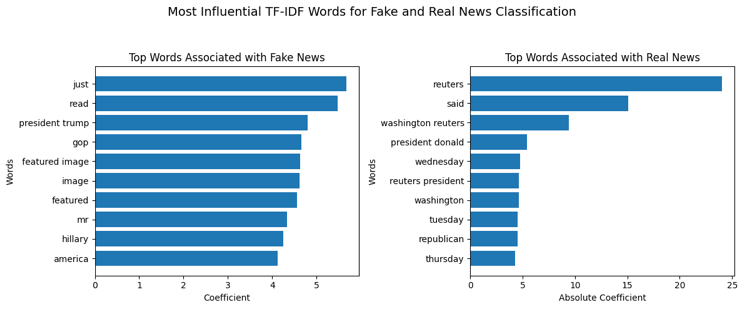 Most Influential TF-IDF Words for Fake and Real News Classification
Top Words Associated with Fake News
Words
just
read
president trump
gop
featured image
image
featured
mr
hillary
america
0 1 2 3 4 5
Coefficient
Top Words Associated with Real News
Words
reuters
said
washington reuters
president donald
wednesday
reuters president
washington
tuesday
republican
thursday
0 5 10 15 20 25
Absolute Coefficient